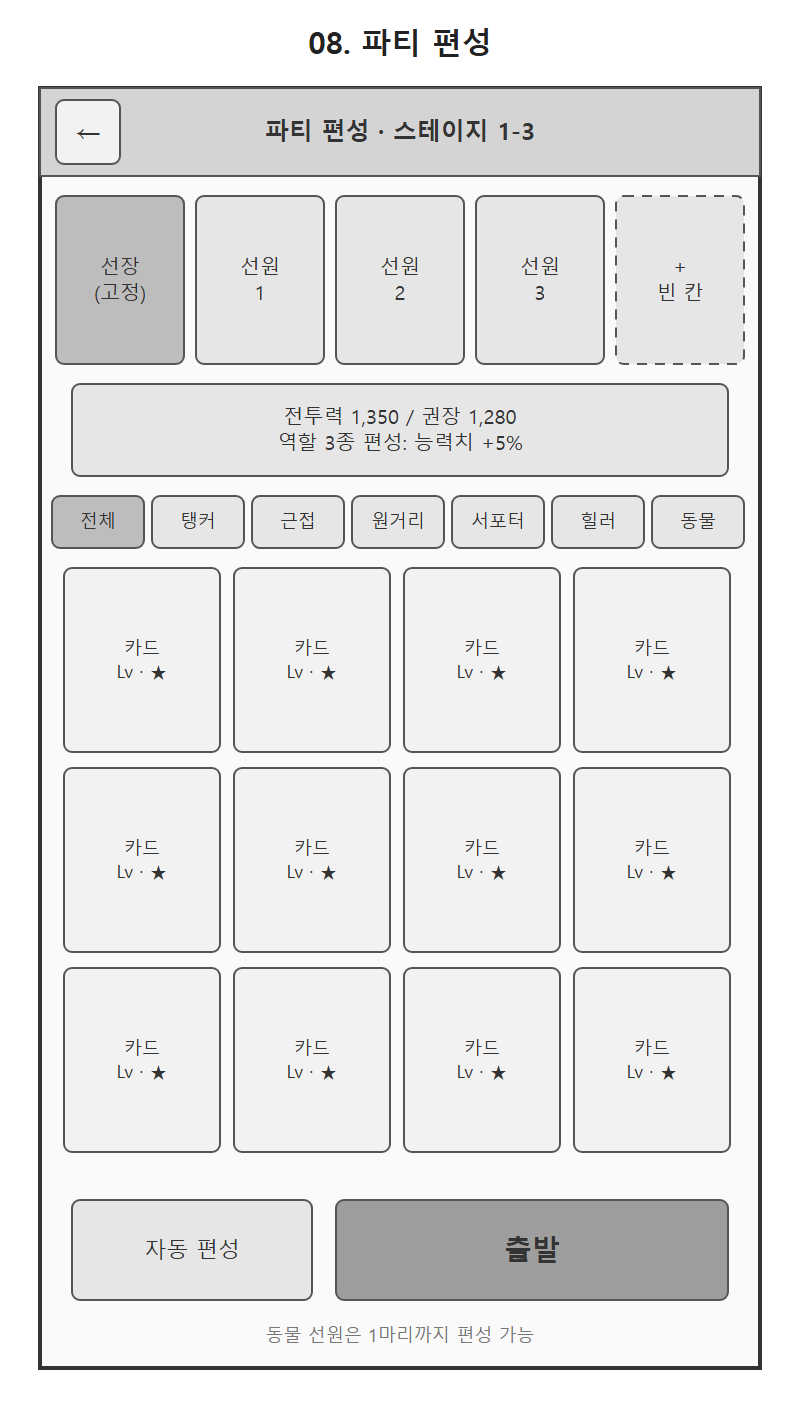 08. 파티 편성
←
파티 편성 · 스테이지 1-3
선장
(고정)
선원
1
선원
2
선원
3
+
빈 칸
전투력 1,350 / 권장 1,280
역할 3종 편성: 능력치 +5%
전체
탱커
근접
원거리
서포터
힐러
동물
카드
Lv · ★
카드
Lv · ★
카드
Lv · ★
카드
Lv · ★
카드
Lv · ★
카드
Lv · ★
카드
Lv · ★
카드
Lv · ★
카드
Lv · ★
카드
Lv · ★
카드
Lv · ★
카드
Lv · ★
자동 편성
출발
동물 선원은 1마리까지 편성 가능